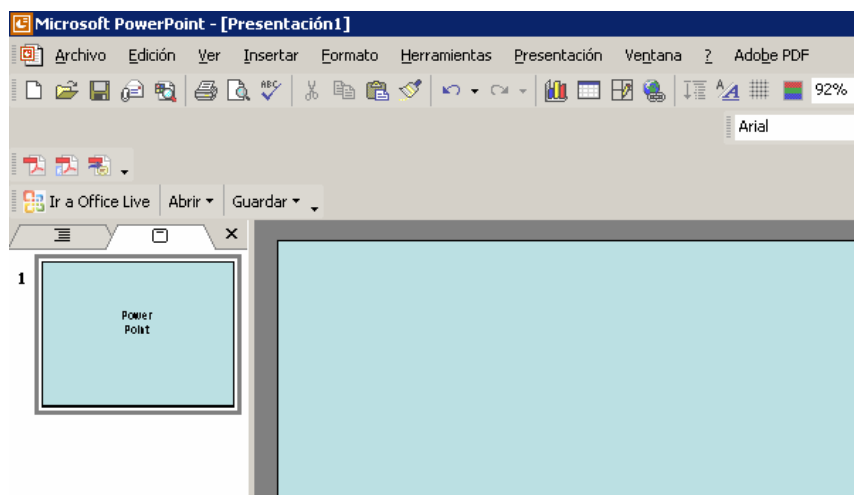 Microsoft PowerPoint - [Presentación1]
Archivo Edición Ver Insertar Formato Herramientas Presentación Ventana ? Adobe PDF
ABC A 92%
Arial
Ir a Office Live Abrir Guardar
1
Power
Point